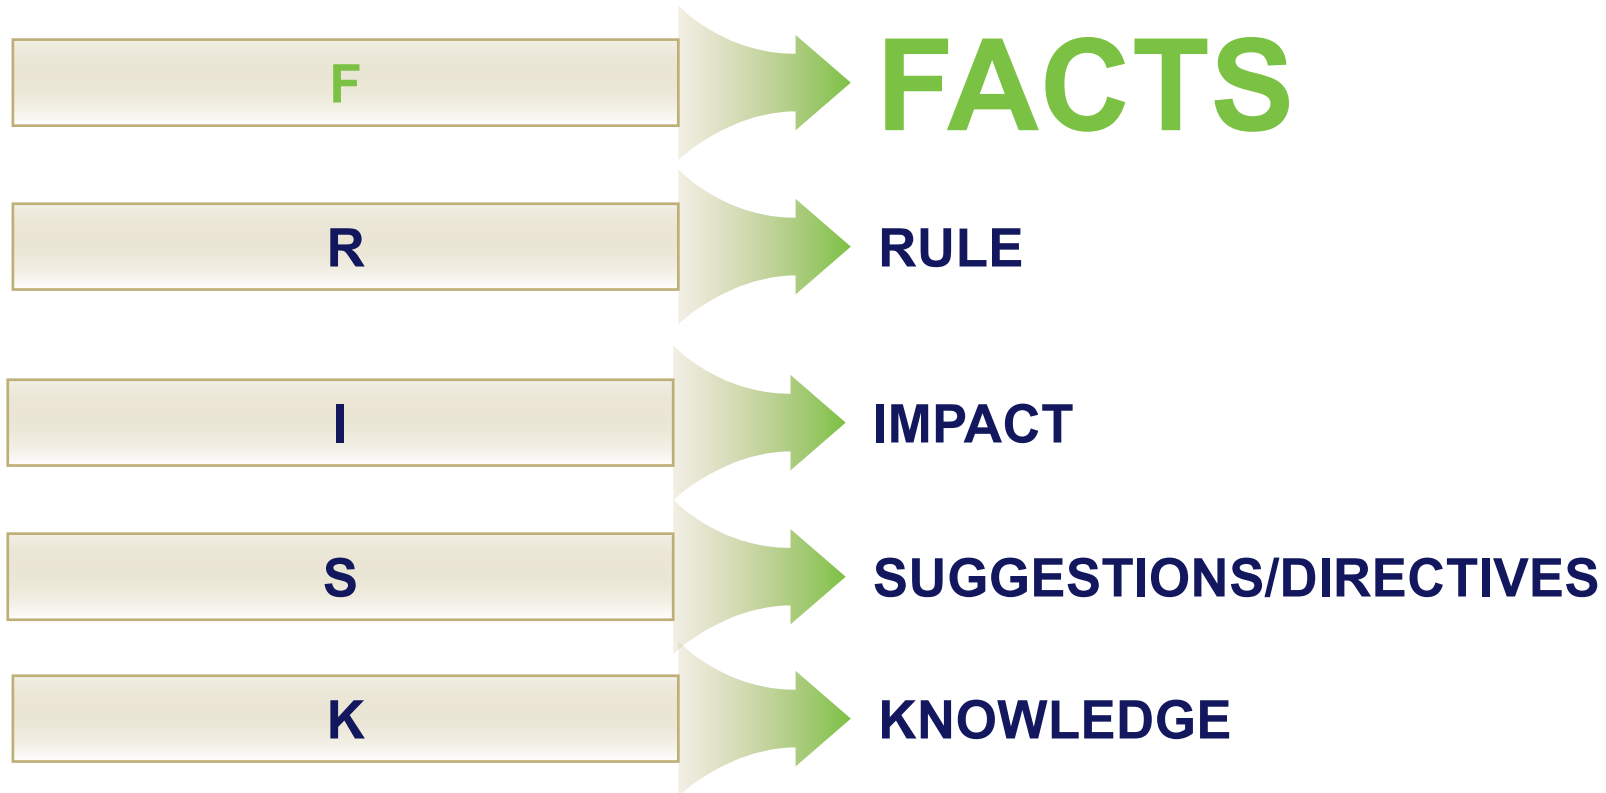 F FACTS
R RULE
I IMPACT
S SUGGESTIONS/DIRECTIVES
K KNOWLEDGE